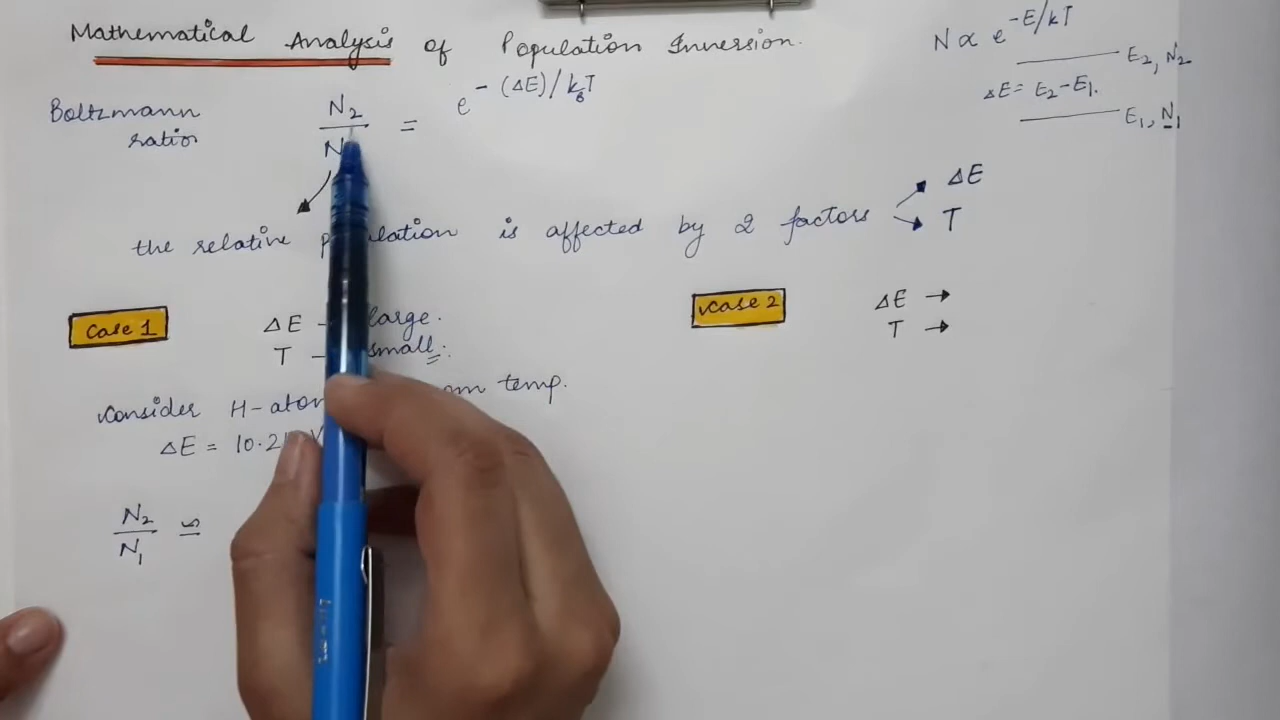 Mathematical Analysis of Population Inversion.
N ∝ e^-E/kT
E₂, N₂
ΔE = E₂ - E₁.
E₁, N₁
Boltzmann ratio
N₂/N = e^-(ΔE)/k_BT
the relative is affected by 2 factors
ΔE
T
Case 1
ΔE - large.
T - small.
Case 2
ΔE →
T →
consider H-atom temp.
ΔE = 10.2
N₂/N₁ ≃